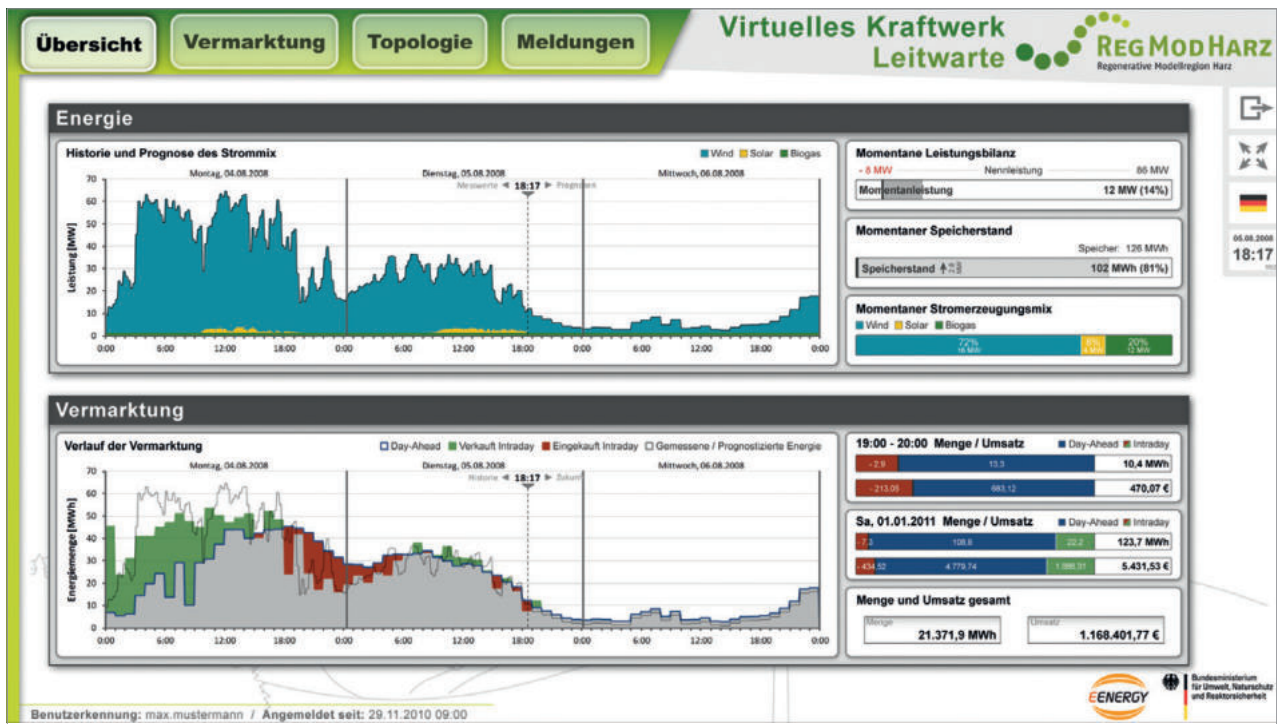 Übersicht
Vermarktung
Topologie
Meldungen
Virtuelles Kraftwerk
Leitwarte
REGMODHARZ
Regenerative Modellregion Harz
Energie
Historie und Prognose des Strommix
Wind Solar Biogas
Montag, 04.08.2008
Dienstag, 05.08.2008
Mittwoch, 06.08.2008
Messwerte ◄ 18:17 ► Prognosen
Leistung [MW]
70
60
50
40
30
20
10
0
0:00 6:00 12:00 18:00 0:00 6:00 12:00 18:00 0:00 6:00 12:00 18:00 0:00
Momentane Leistungsbilanz
- 8 MW Nennleistung 86 MW
Momentanleistung 12 MW (14%)
Momentaner Speicherstand
Speicher: 126 MWh
Speicherstand 102 MWh (81%)
Momentaner Stromerzeugungsmix
Wind Solar Biogas
72% 8% 20%
12 MW
05.08.2008
18:17
Vermarktung
Verlauf der Vermarktung
Day-Ahead Verkauft Intraday Eingekauft Intraday Gemessene / Prognostizierte Energie
Montag, 04.08.2008
Dienstag, 05.08.2008
Mittwoch, 06.08.2008
Historie ◄ 18:17 ► Zukunft
Energiemenge [MWh]
70
60
50
40
30
20
10
0
0:00 6:00 12:00 18:00 0:00 6:00 12:00 18:00 0:00 6:00 12:00 18:00 0:00
19:00 - 20:00 Menge / Umsatz Day-Ahead Intraday
- 2,9 13,3 10,4 MWh
- 213,05 683,12 470,07 €
Sa, 01.01.2011 Menge / Umsatz Day-Ahead Intraday
- 7,3 108,8 22,2 123,7 MWh
- 434,52 4.779,74 1.086,31 5.431,53 €
Menge und Umsatz gesamt
Menge
21.371,9 MWh
Umsatz
1.168.401,77 €
EENERGY
Bundesministerium
für Umwelt, Naturschutz
und Reaktorsicherheit
Benutzerkennung: max.mustermann / Angemeldet seit: 29.11.2010 09:00